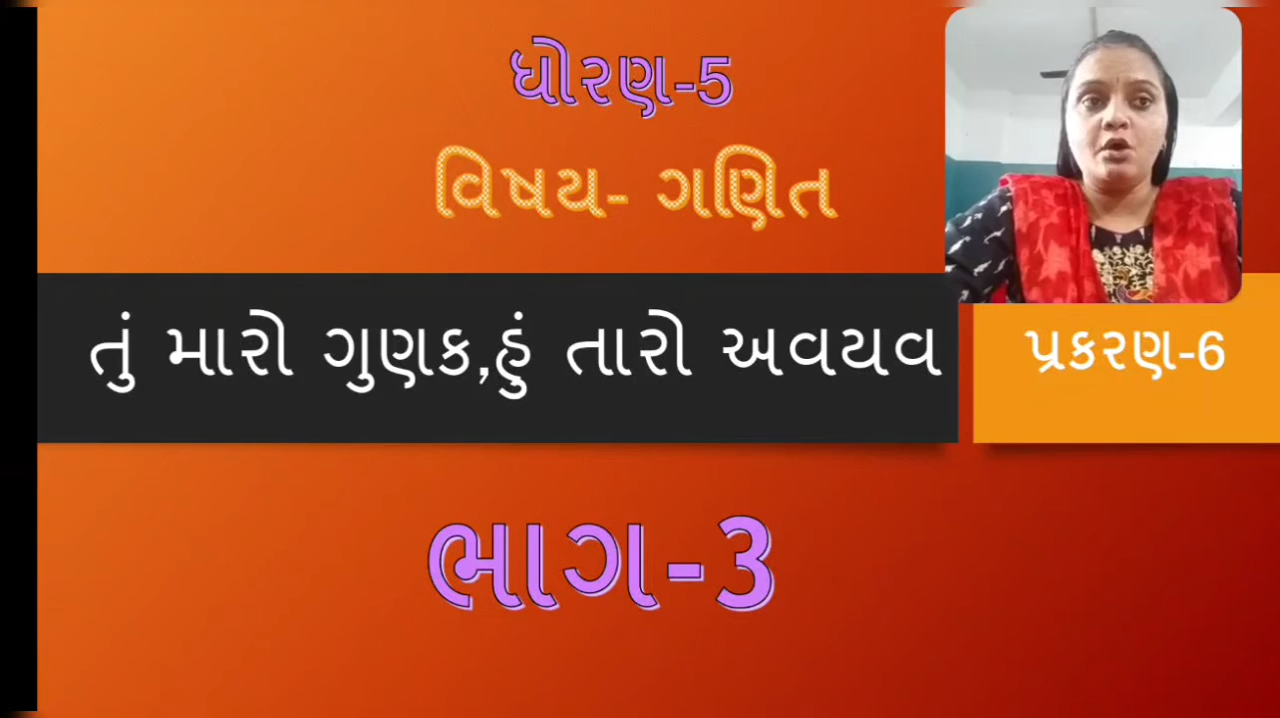 ધોરણ-5
વિષય- ગણિત
તું મારો ગુણક,હું તારો અવયવ
પ્રકરણ-6
ભાગ-3